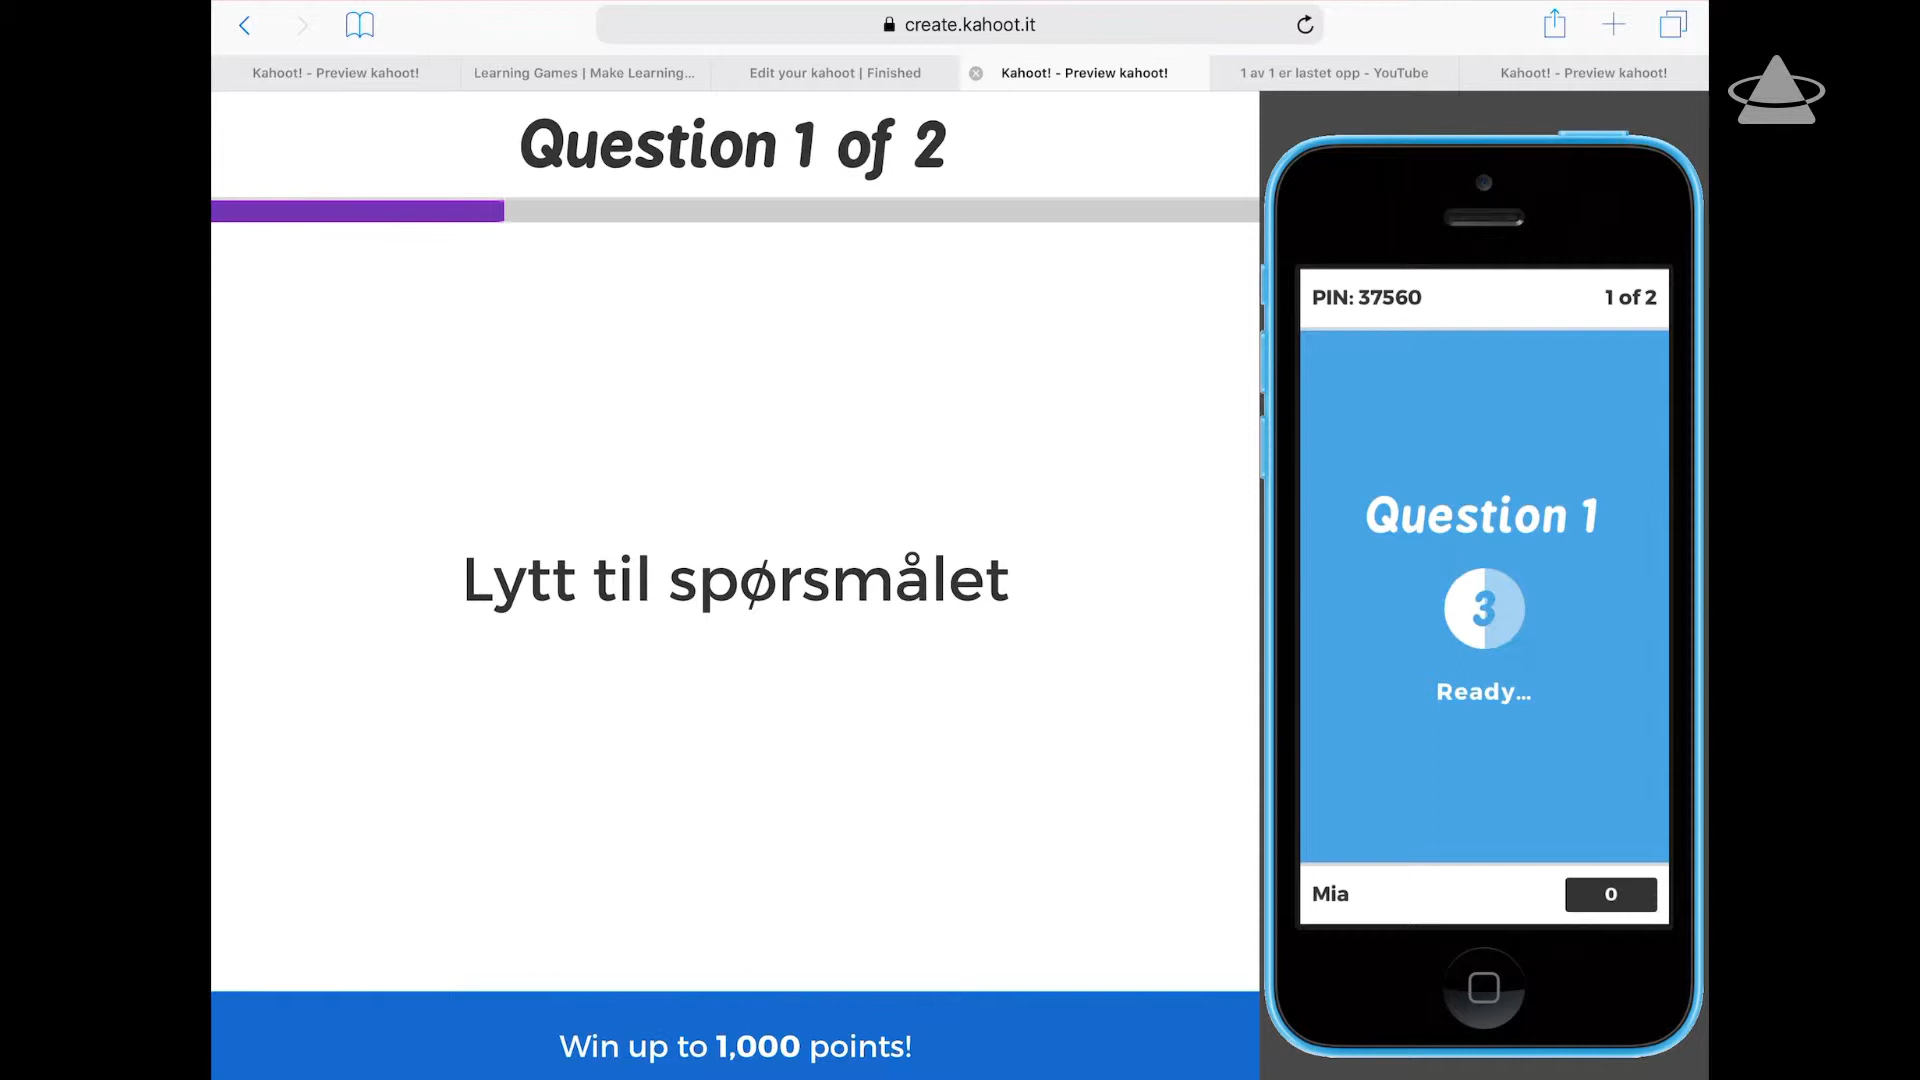 create.kahoot.it
Kahoot! - Preview kahoot!
Learning Games | Make Learning...
Edit your kahoot | Finished
Kahoot! - Preview kahoot!
1 av 1 er lastet opp - YouTube
Kahoot! - Preview kahoot!
Question 1 of 2
Lytt til spørsmålet
Win up to 1,000 points!
PIN: 37560
1 of 2
Question 1
3
Ready...
Mia
0